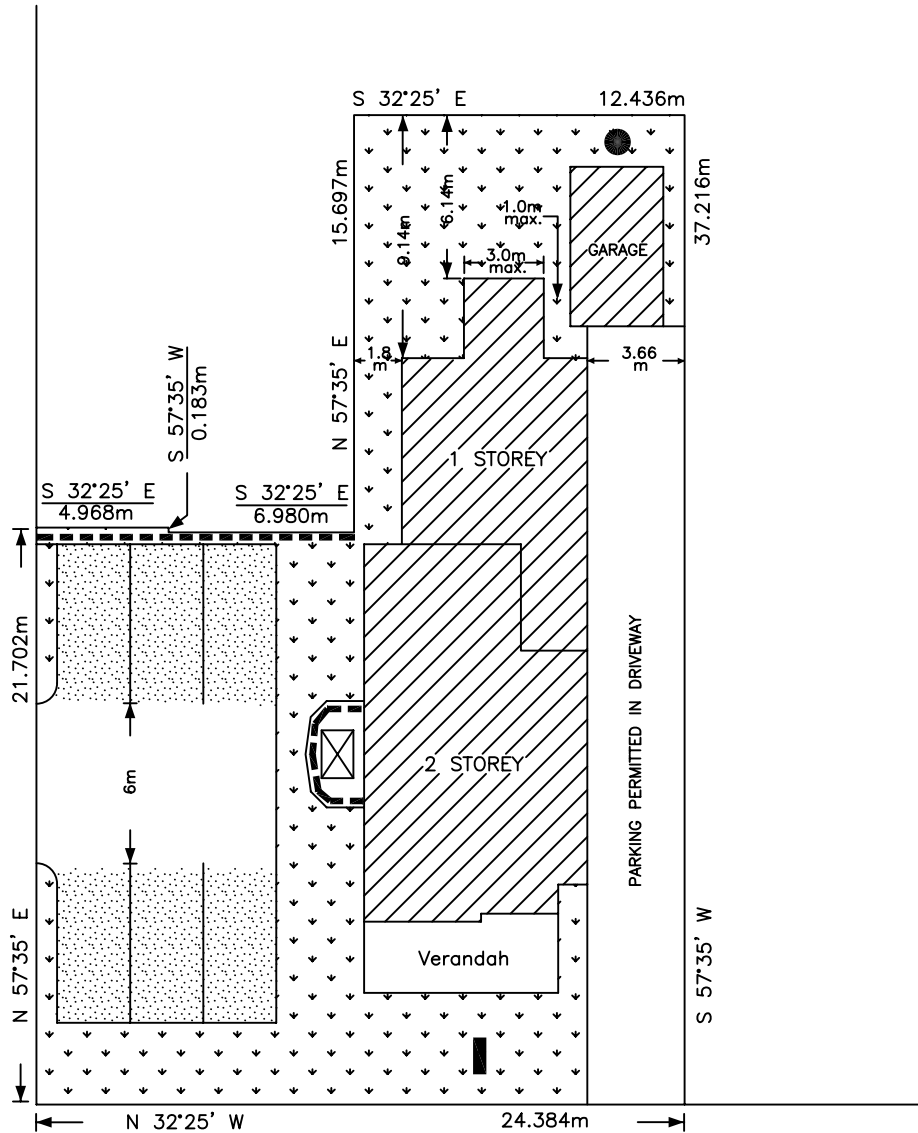 S 32°25' E
12.436m
15.697m
37.216m
6.14m
9.14m
1.0m
max.
3.0m
max.
GARAGE
N 57°35' E
1.8
m
3.66
m
S 57°35' W
0.183m
1 STOREY
S 32°25' E
4.968m
S 32°25' E
6.980m
21.702m
6m
2 STOREY
PARKING PERMITTED IN DRIVEWAY
N 57°35' E
Verandah
S 57°35' W
N 32°25' W
24.384m